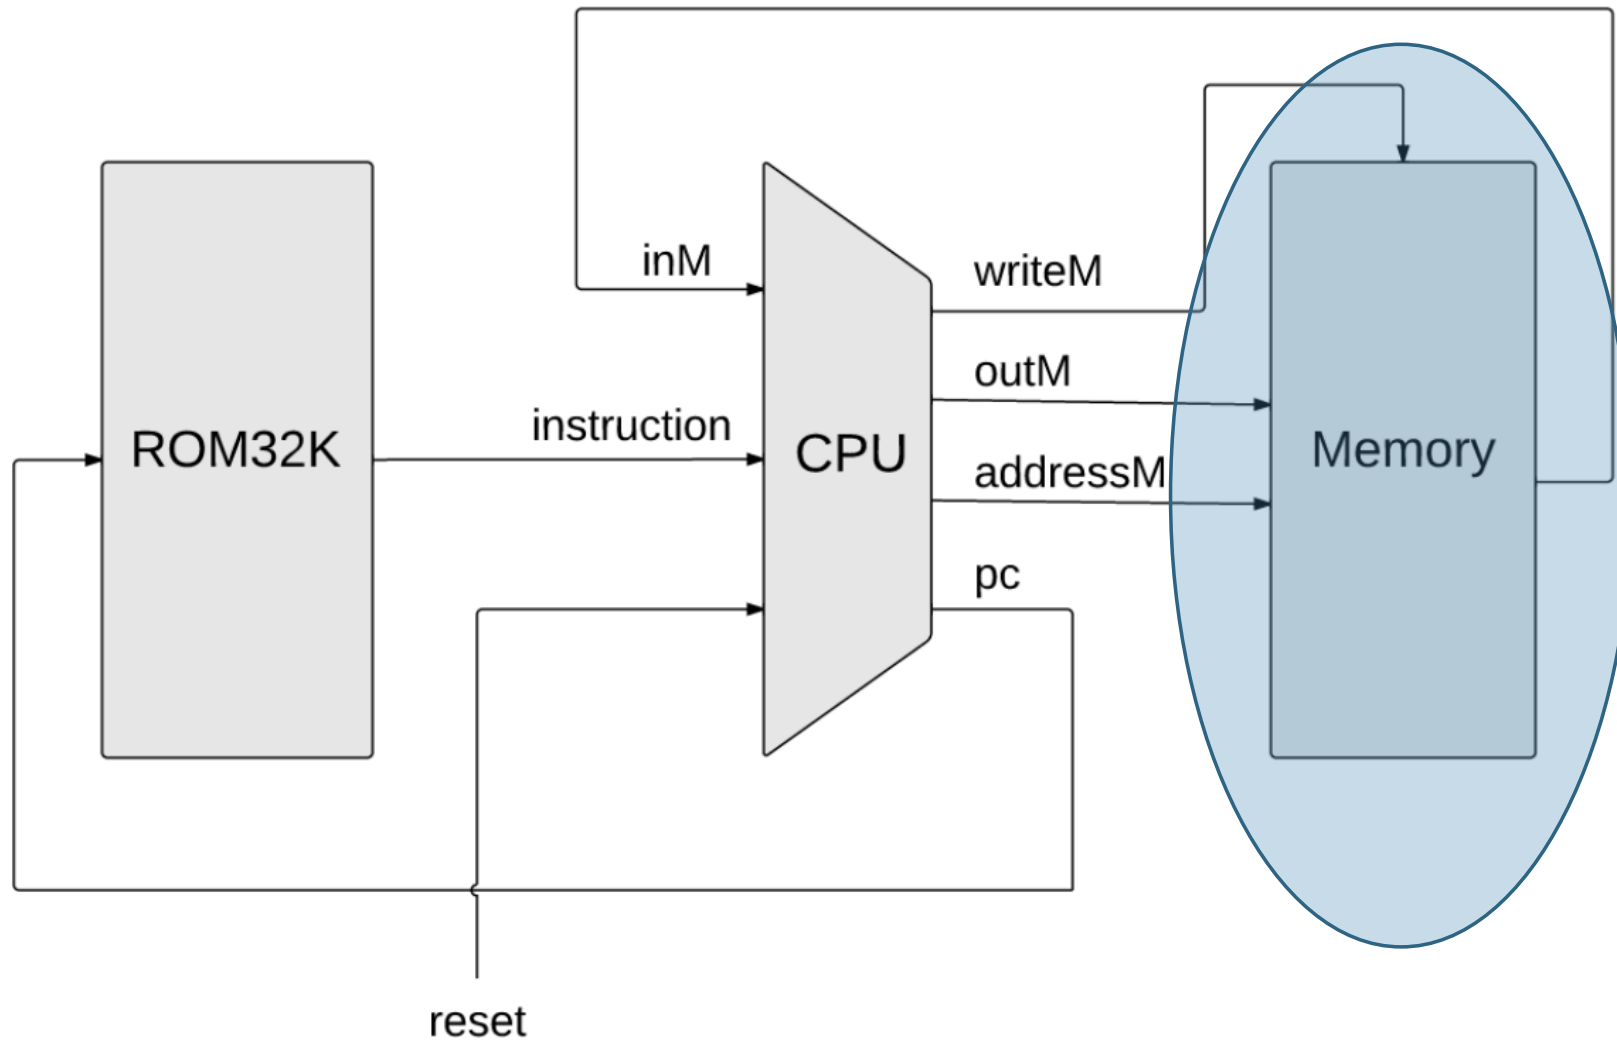 inM
writeM
outM
instruction
ROM32K
CPU
Memory
addressM
pc
reset